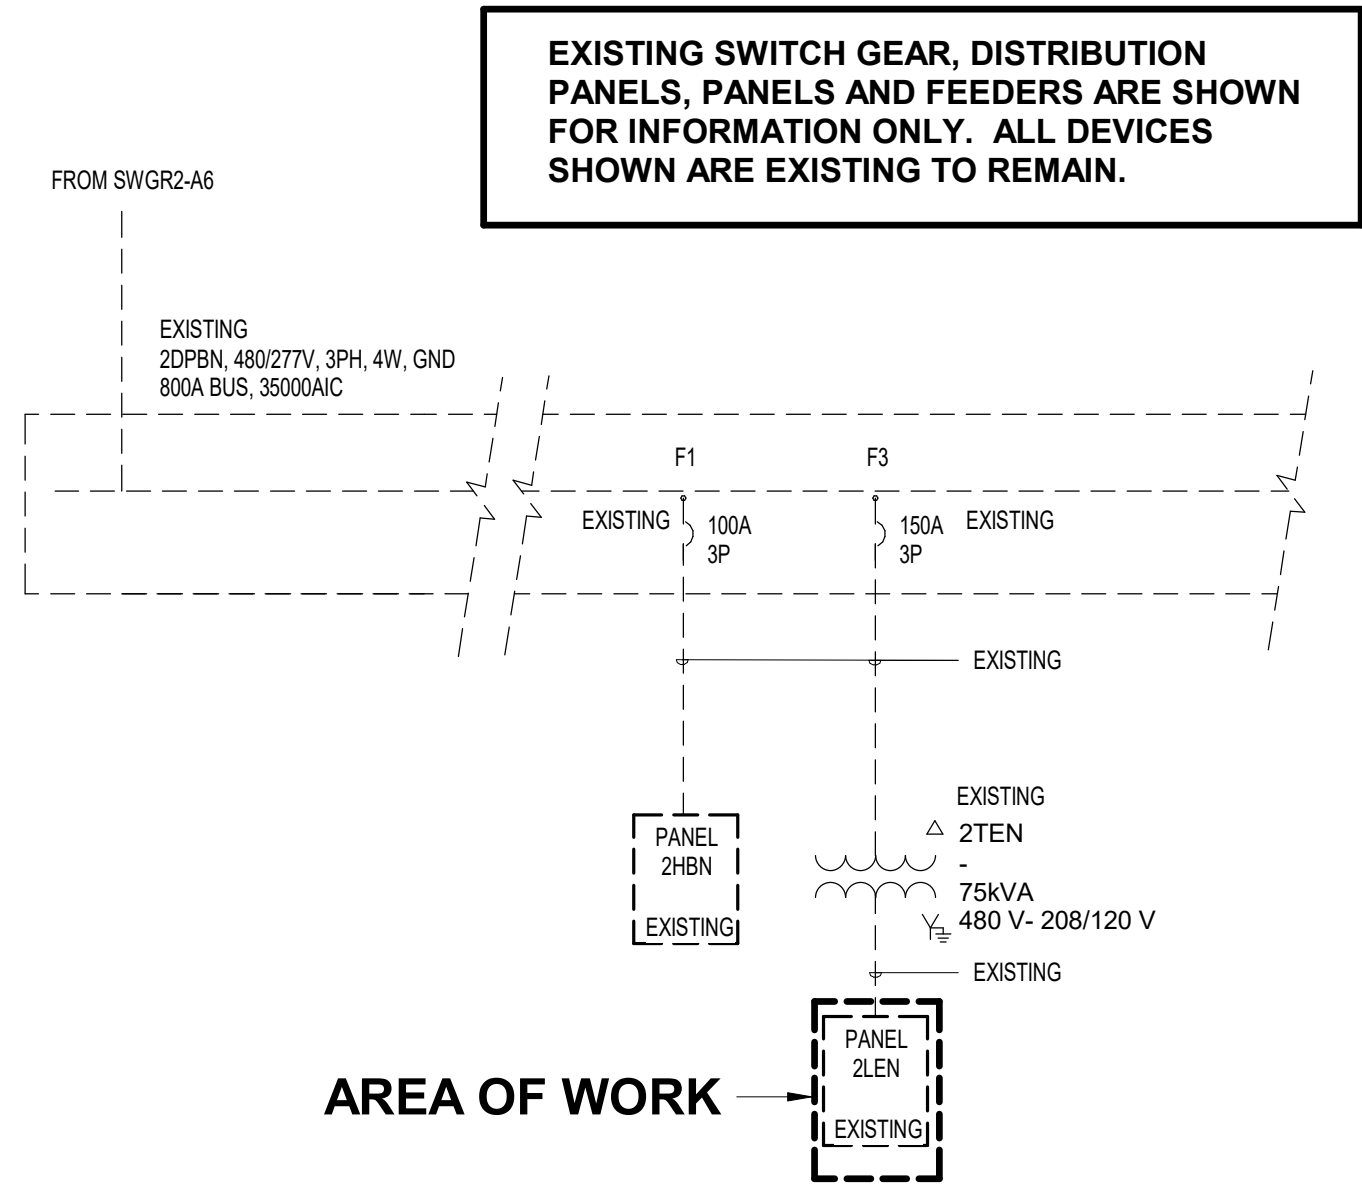 EXISTING SWITCH GEAR, DISTRIBUTION
PANELS, PANELS AND FEEDERS ARE SHOWN
FOR INFORMATION ONLY.  ALL DEVICES
SHOWN ARE EXISTING TO REMAIN.
FROM SWGR2-A6
EXISTING
2DPBN, 480/277V, 3PH, 4W, GND
800A BUS, 35000AIC
F1
F3
EXISTING
100A
3P
150A
3P
EXISTING
EXISTING
PANEL
2HBN
EXISTING
EXISTING
2TEN
-
75kVA
480 V- 208/120 V
EXISTING
PANEL
2LEN
EXISTING
AREA OF WORK